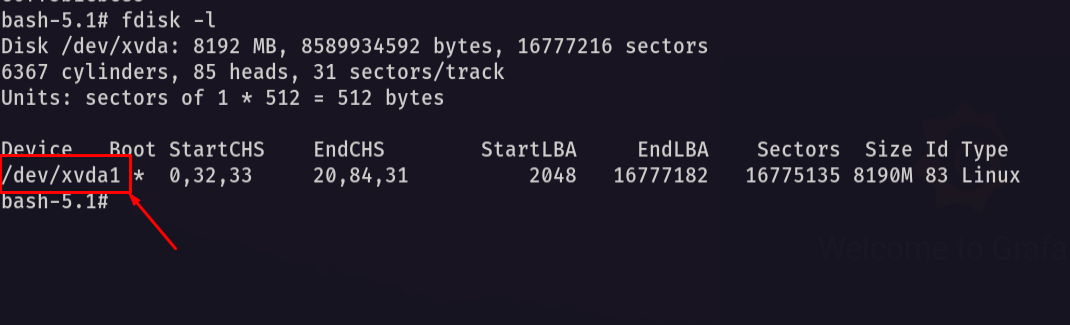 bash-5.1# fdisk -l
Disk /dev/xvda: 8192 MB, 8589934592 bytes, 16777216 sectors
6367 cylinders, 85 heads, 31 sectors/track
Units: sectors of 1 * 512 = 512 bytes
Device Boot StartCHS EndCHS StartLBA EndLBA Sectors Size Id Type
/dev/xvda1 * 0,32,33 20,84,31 2048 16777182 16775135 8190M 83 Linux
bash-5.1#
Welcome to